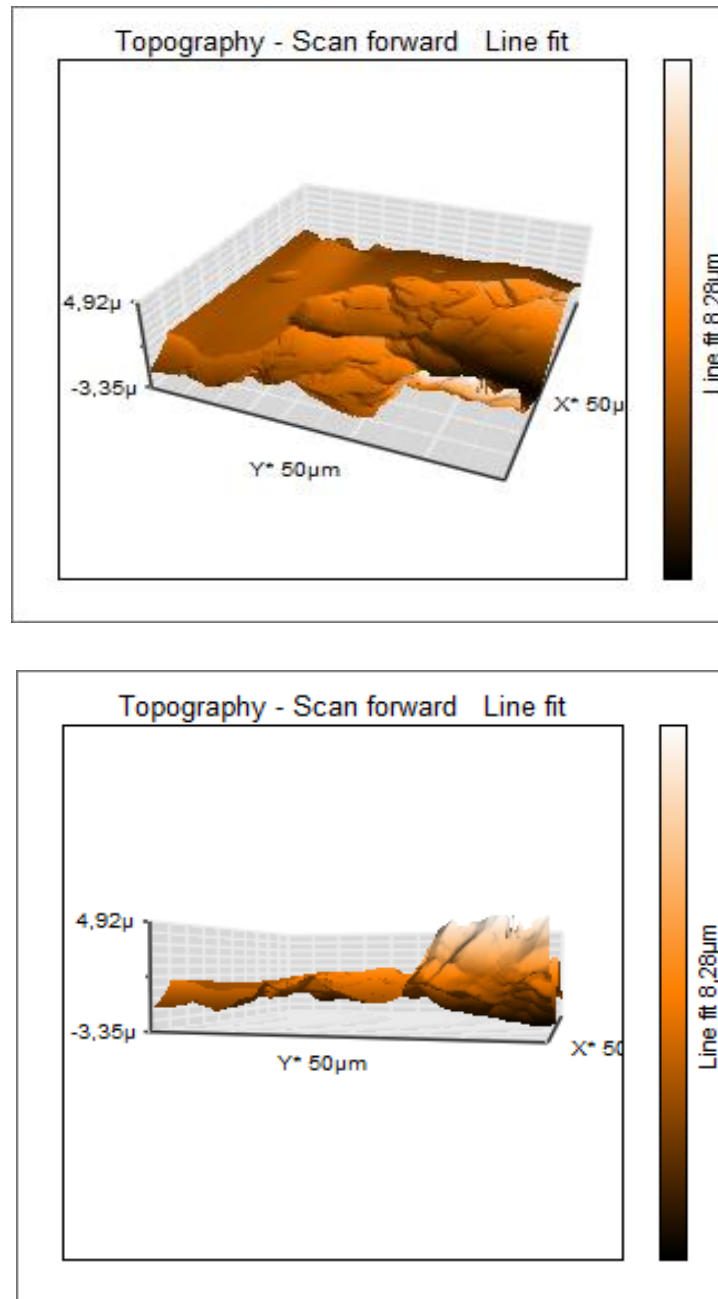 Topography - Scan forward Line fit
4,92µ
-3,35µ
X* 50µ
Y* 50µm
Line fit 8,28µm
Topography - Scan forward Line fit
4,92µ
-3,35µ
X* 50
Y* 50µm
Line fit 8,28µm